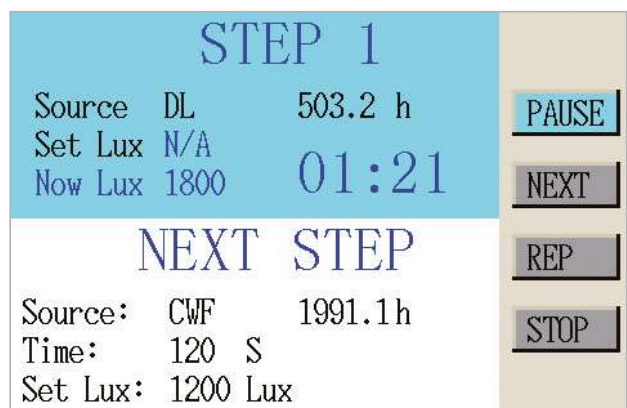 STEP 1
Source DL 503.2 h
Set Lux N/A
Now Lux 1800 01:21
NEXT STEP
Source: CWF 1991.1h
Time: 120 S
Set Lux: 1200 Lux
PAUSE
NEXT
REP
STOP